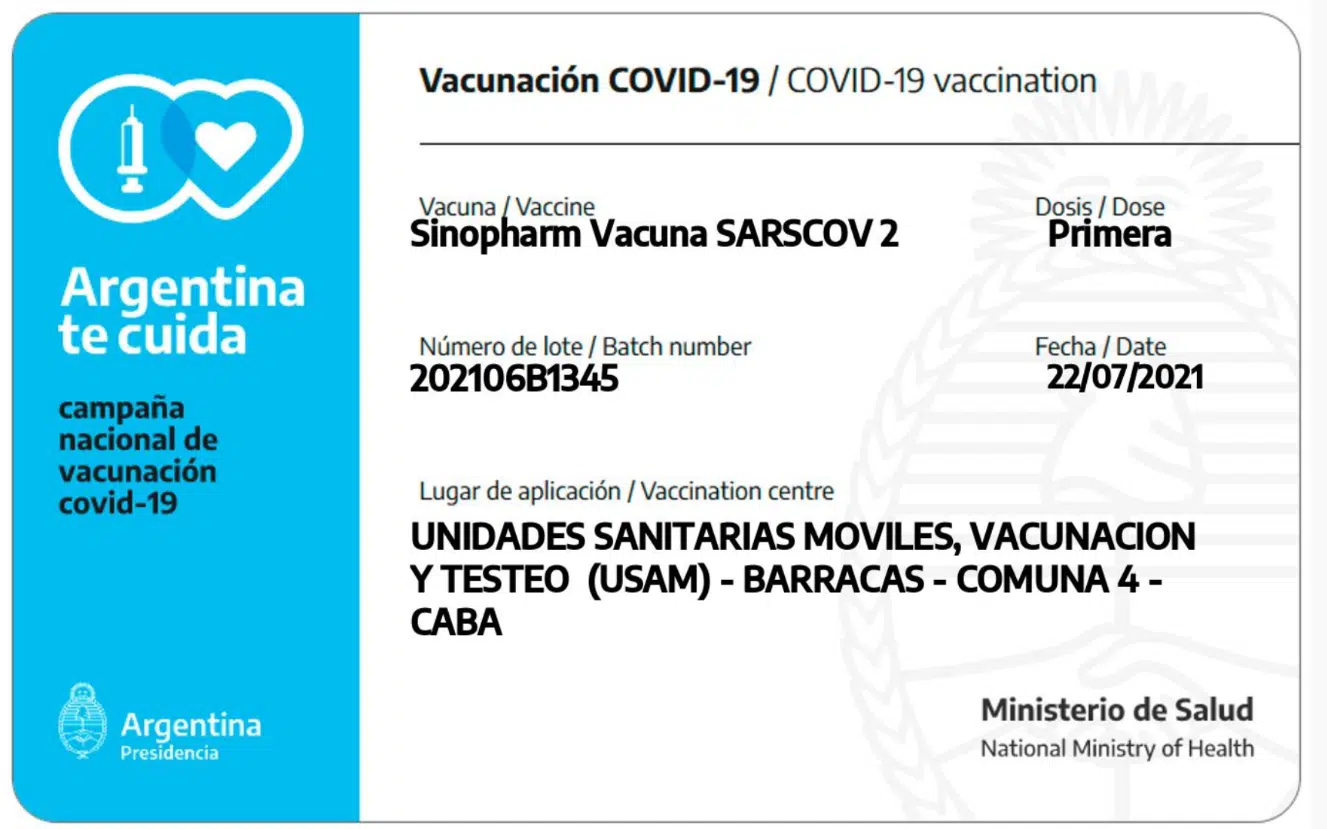 Argentina
te cuida
campaña
nacional de
vacunación
covid-19
Argentina
Presidencia
Vacunación COVID-19 / COVID-19 vaccination
Vacuna / Vaccine
Sinopharm Vacuna SARSCOV 2
Dosis / Dose
Primera
Número de lote / Batch number
202106B1345
Fecha / Date
22/07/2021
Lugar de aplicación / Vaccination centre
UNIDADES SANITARIAS MOVILES, VACUNACION
Y TESTEO (USAM) - BARRACAS - COMUNA 4 -
CABA
Ministerio de Salud
National Ministry of Health